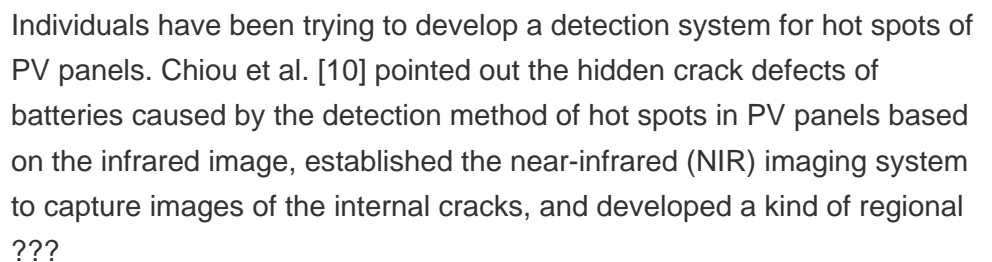 Individuals have been trying to develop a detection system for hot spots of
PV panels. Chiou et al. [10] pointed out the hidden crack defects of
batteries caused by the detection method of hot spots in PV panels based
on the infrared image, established the near-infrared (NIR) imaging system
to capture images of the internal cracks, and developed a kind of regional
???